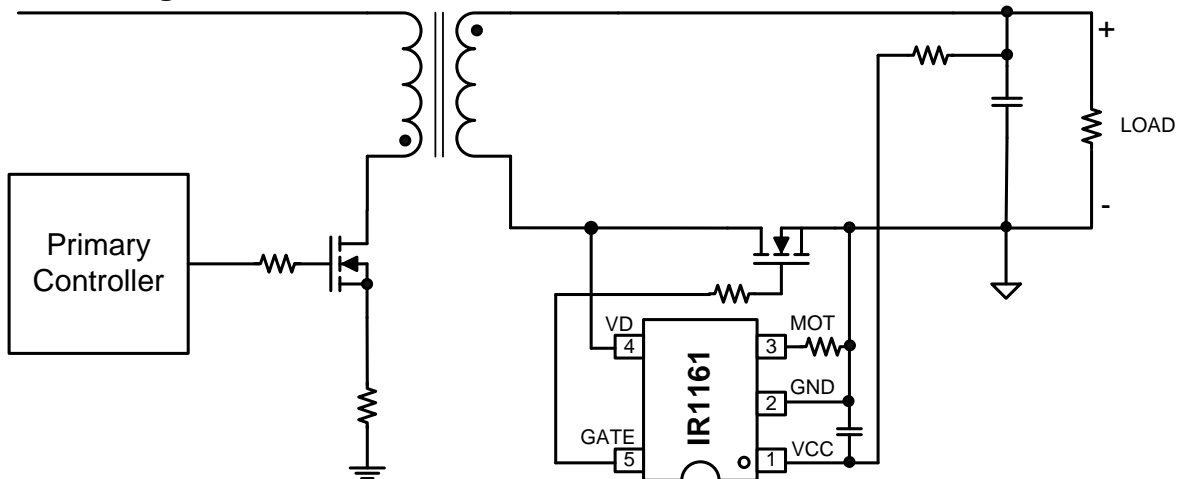 +
LOAD
-
Primary
Controller
VD
4
MOT
3
IR1161
GND
2
GATE
5
VCC
1